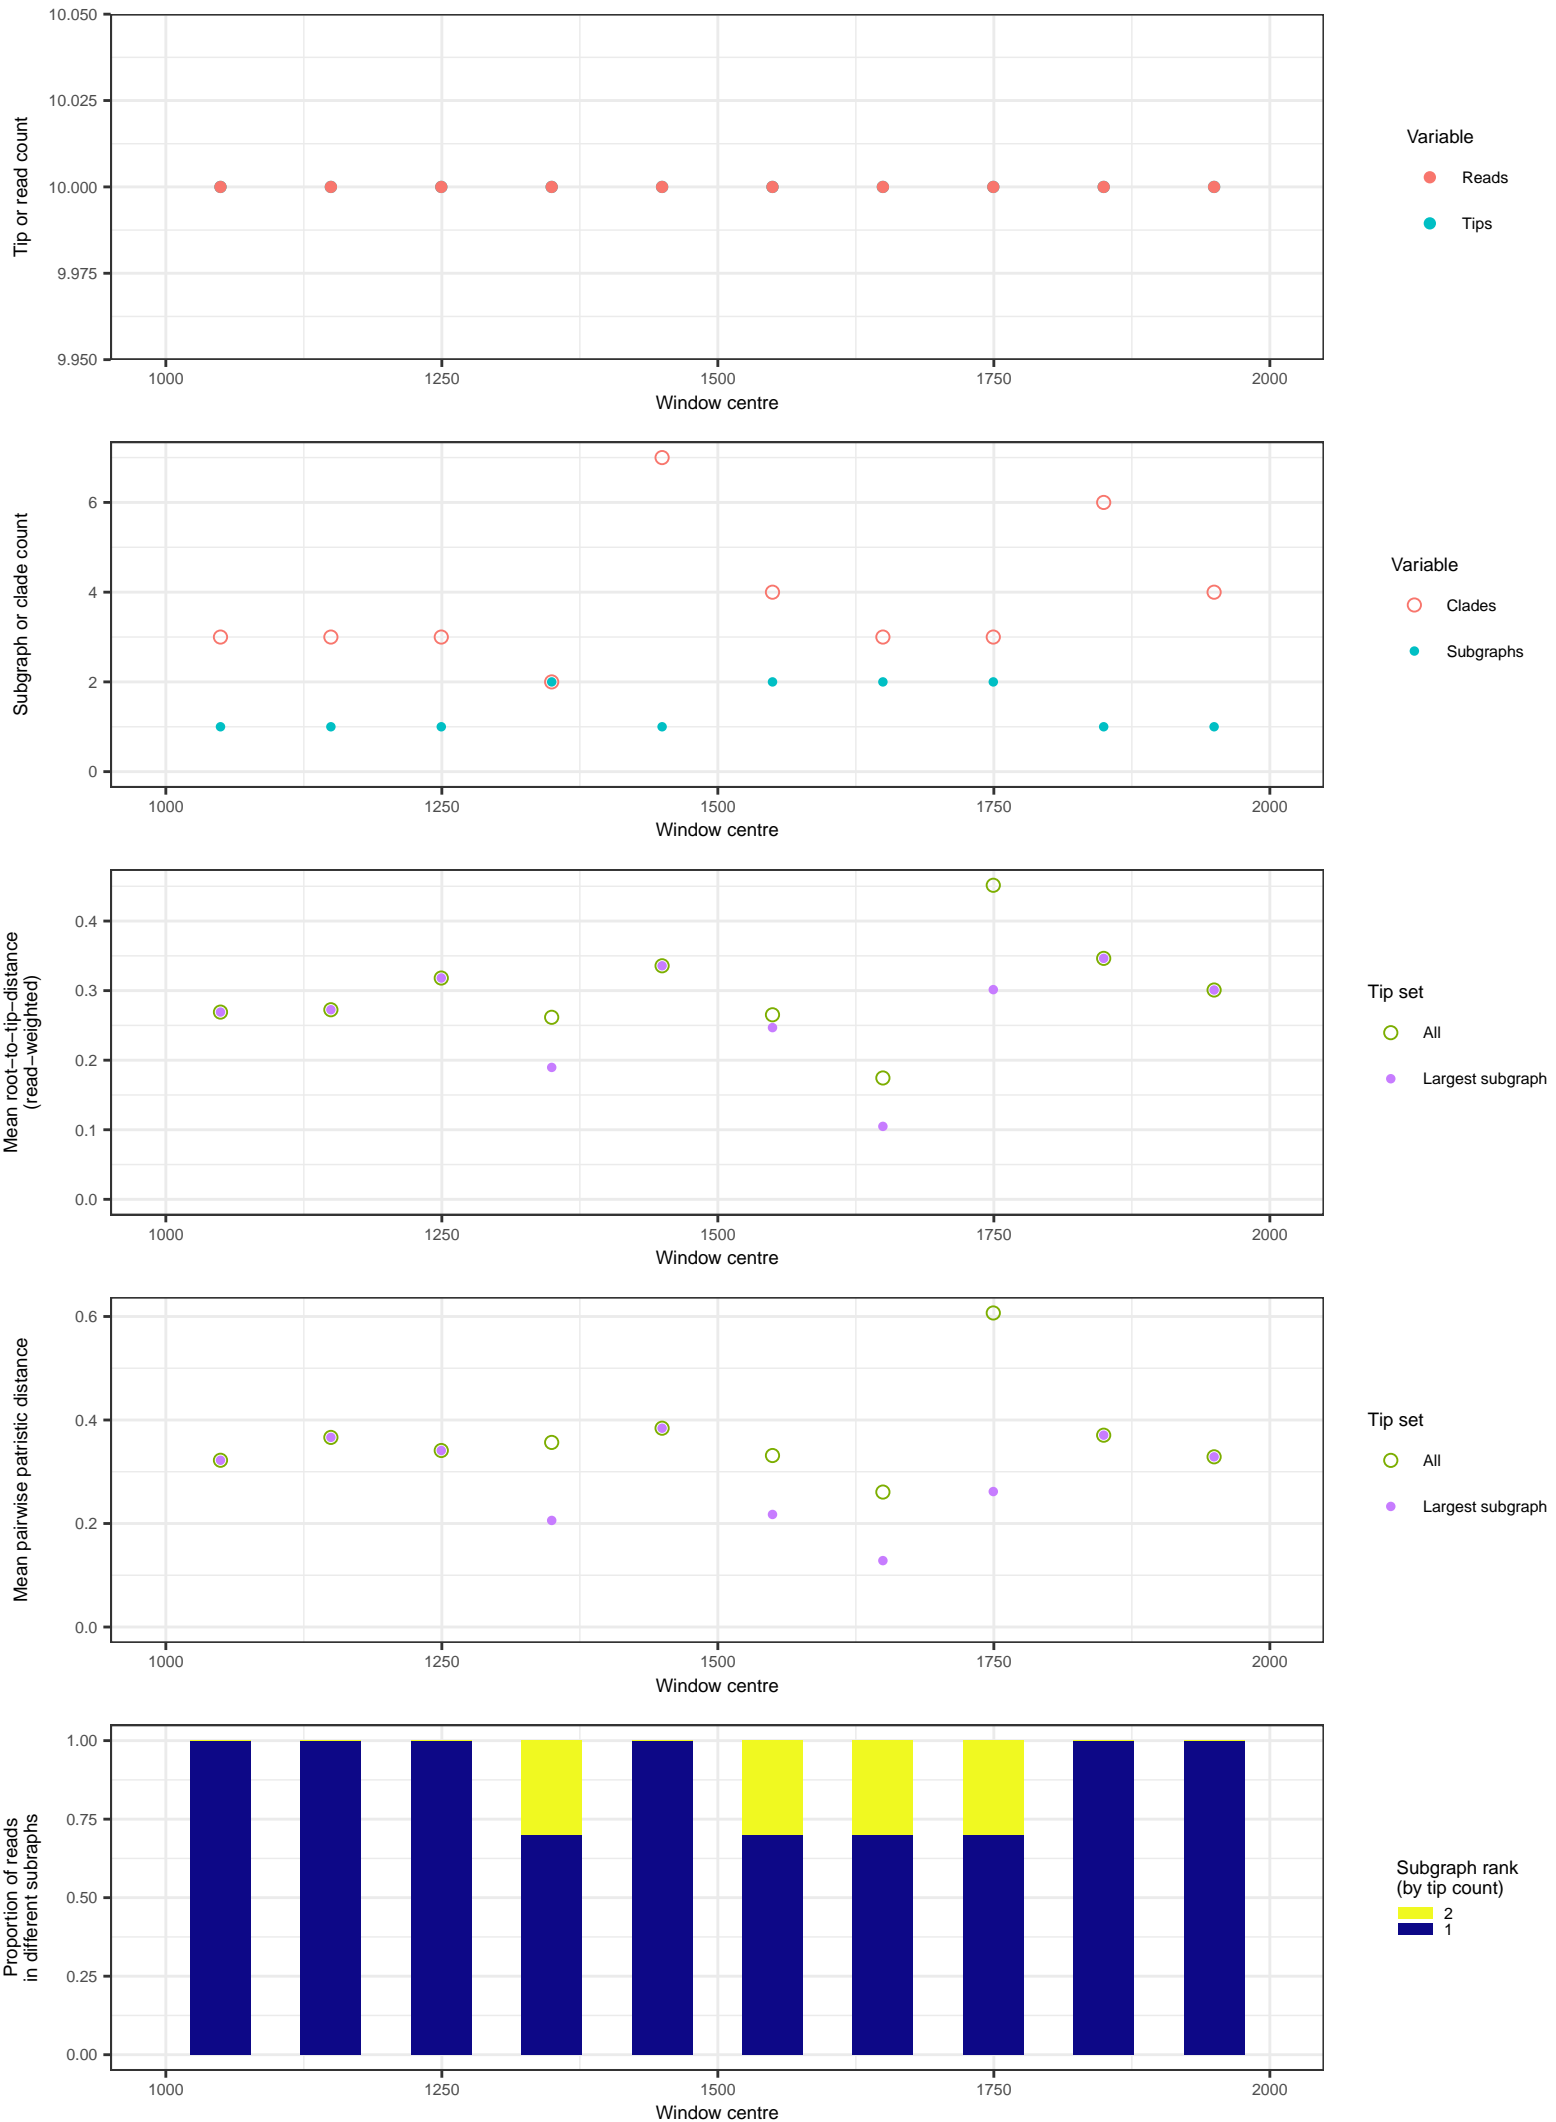 10.050
10.025
10.000
9.975
9.950
Tip or read count
1000 1250 1500 1750 2000
Window centre
Variable
Reads
Tips
6
4
2
0
Subgraph or clade count
1000 1250 1500 1750 2000
Window centre
Variable
Clades
Subgraphs
0.4
0.3
0.2
0.1
0.0
Mean root−to−tip−distance
(read−weighted)
1000 1250 1500 1750 2000
Window centre
Tip set
All
Largest subgraph
0.6
0.4
0.2
0.0
Mean pairwise patristic distance
1000 1250 1500 1750 2000
Window centre
Tip set
All
Largest subgraph
1.00
0.75
0.50
0.25
0.00
Proportion of reads
in different subraphs
1000 1250 1500 1750 2000
Window centre
Subgraph rank
(by tip count)
2
1